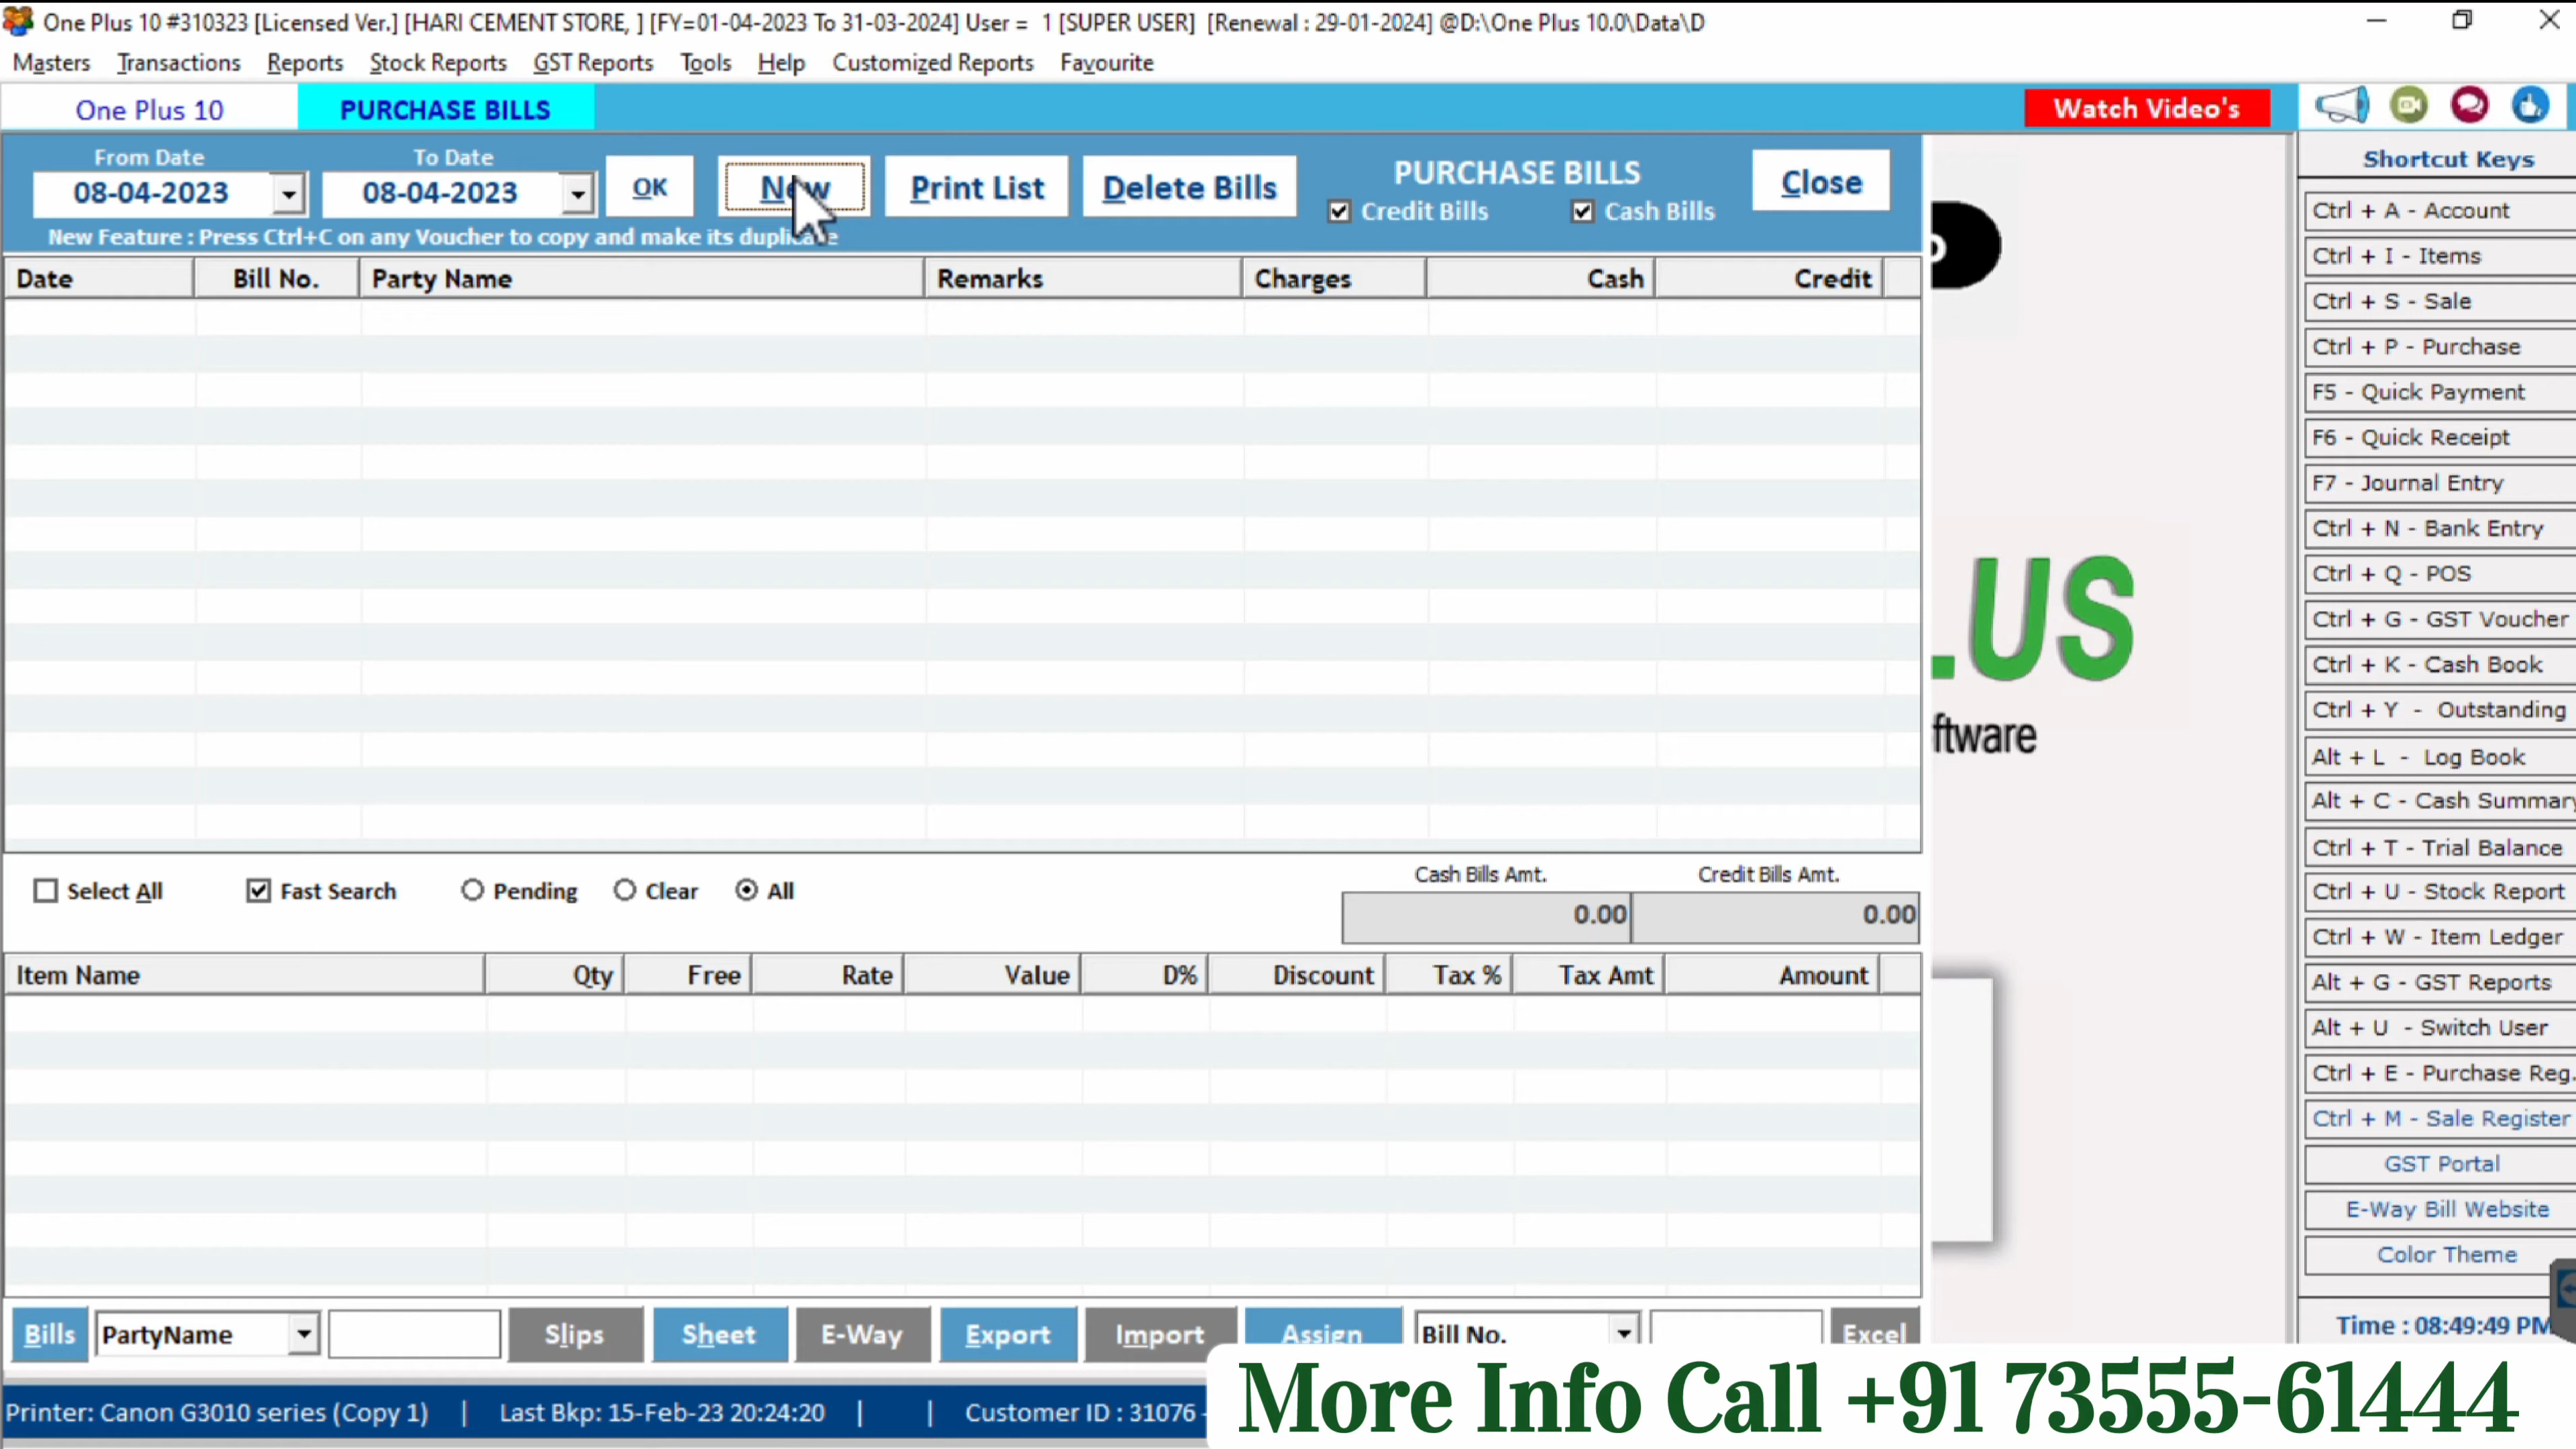 One Plus 10 #310323 [Licensed Ver.] [HARI CEMENT STORE, ] [FY=01-04-2023 To 31-03-2024] User = 1 [SUPER USER] [Renewal : 29-01-2024] @D:\One Plus 10.0\Data\D
Masters Transactions Reports Stock Reports GST Reports Tools Help Customized Reports Favourite
One Plus 10 PURCHASE BILLS Watch Video's
From Date To Date
08-04-2023 08-04-2023 OK New Print List Delete Bills PURCHASE BILLS Close
Credit Bills Cash Bills
New Feature : Press Ctrl+C on any Voucher to copy and make its duplicate
Date Bill No. Party Name Remarks Charges Cash Credit
.US
ftware
Select All Fast Search Pending Clear All
Cash Bills Amt. Credit Bills Amt.
0.00 0.00
Item Name Qty Free Rate Value D% Discount Tax % Tax Amt Amount
Bills PartyName Slips Sheet E-Way Export Import Assign Bill No. Excel
Shortcut Keys
Ctrl + A - Account
Ctrl + I - Items
Ctrl + S - Sale
Ctrl + P - Purchase
F5 - Quick Payment
F6 - Quick Receipt
F7 - Journal Entry
Ctrl + N - Bank Entry
Ctrl + Q - POS
Ctrl + G - GST Voucher
Ctrl + K - Cash Book
Ctrl + Y - Outstanding
Alt + L - Log Book
Alt + C - Cash Summary
Ctrl + T - Trial Balance
Ctrl + U - Stock Report
Ctrl + W - Item Ledger
Alt + G - GST Reports
Alt + U - Switch User
Ctrl + E - Purchase Reg.
Ctrl + M - Sale Register
GST Portal
E-Way Bill Website
Color Theme
Time : 08:49:49 PM
Printer: Canon G3010 series (Copy 1) | Last Bkp: 15-Feb-23 20:24:20 | | Customer ID : 31076 -
More Info Call +91 73555-61444